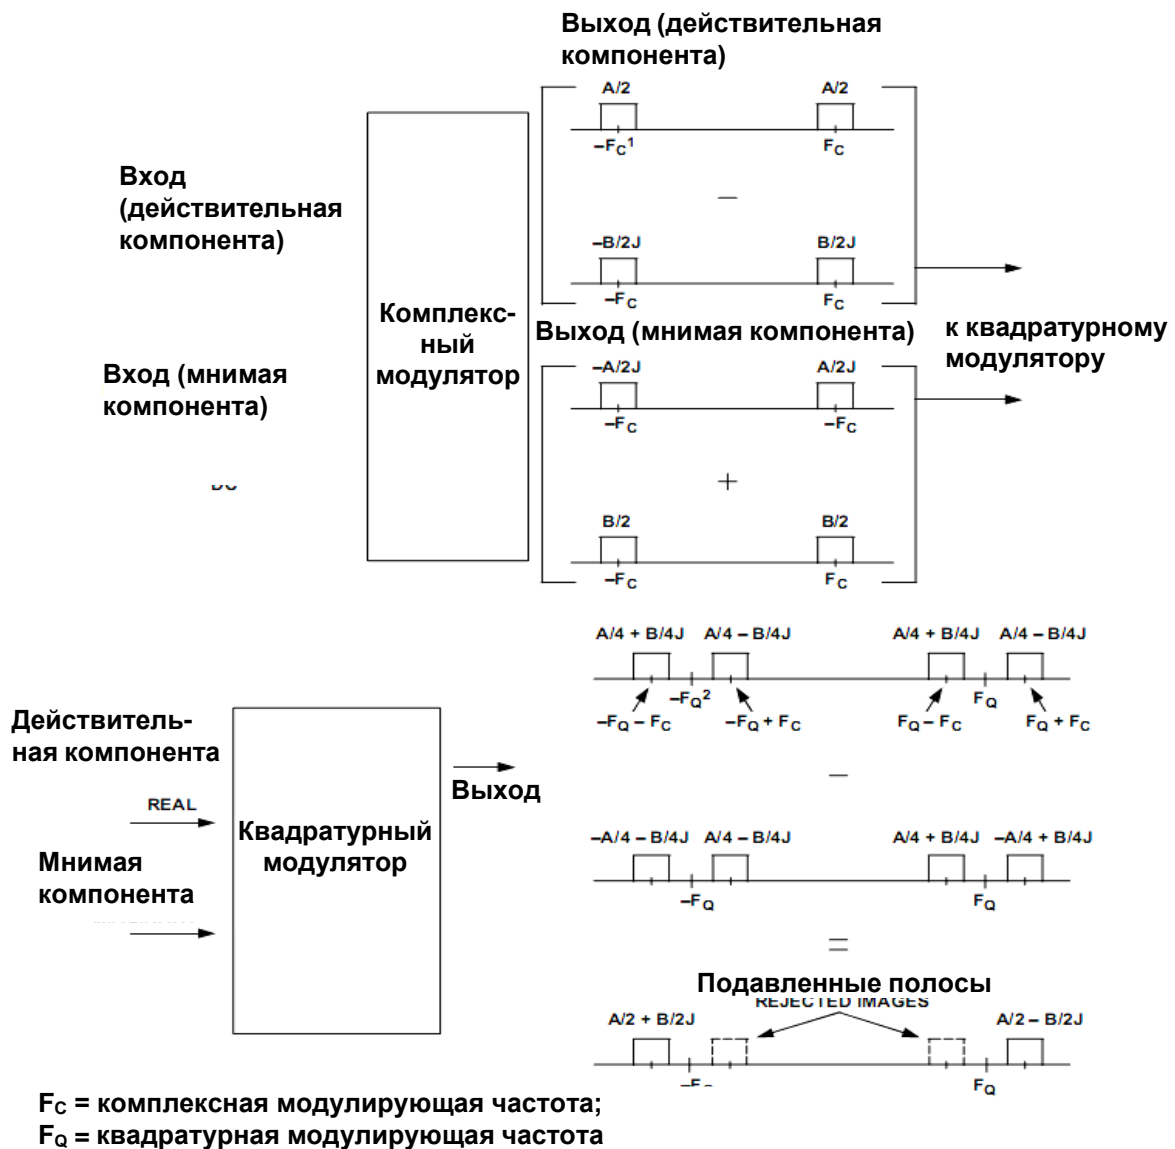 Выход (действительная
компонента)
A/2 A/2
–FC1 FC
Вход
(действительная
компонента)
–
–B/2J B/2J
–FC FC
Комплекс-
ный
модулятор
Выход (мнимая компонента)
к квадратурному
модулятору
Вход (мнимая
компонента)
–A/2J A/2J
–FC –FC
+
B/2 B/2
–FC FC
A/4 + B/4J A/4 – B/4J A/4 + B/4J A/4 – B/4J
–FQ2 FQ
–FQ – FC –FQ + FC FQ – FC FQ + FC
Действитель-
ная компонента
–
Выход
REAL
Квадратурный
модулятор
–A/4 – B/4J A/4 – B/4J A/4 + B/4J –A/4 + B/4J
Мнимая
компонента
–FQ FQ
=
Подавленные полосы
REJECTED IMAGES
A/2 + B/2J A/2 – B/2J
FQ
FC = комплексная модулирующая частота;
FQ = квадратурная модулирующая частота